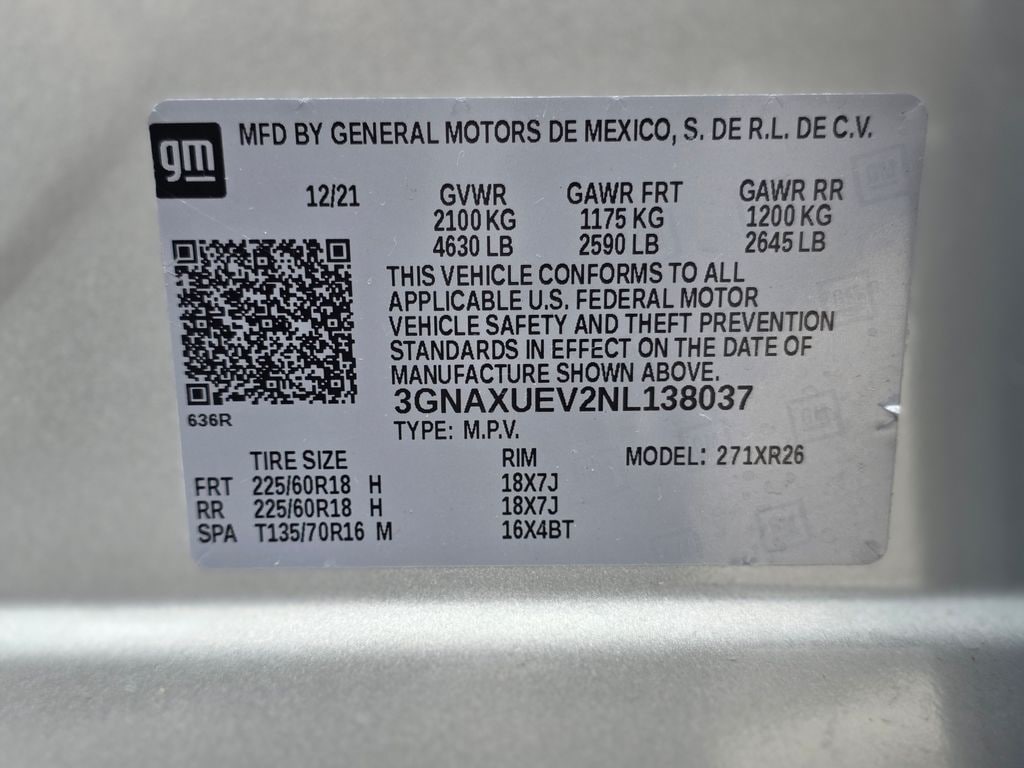 gm
MFD BY GENERAL MOTORS DE MEXICO, S. DE R.L. DE C.V.
12/21 GVWR GAWR FRT GAWR RR
2100 KG 1175 KG 1200 KG
4630 LB 2590 LB 2645 LB
THIS VEHICLE CONFORMS TO ALL
APPLICABLE U.S. FEDERAL MOTOR
VEHICLE SAFETY AND THEFT PREVENTION
STANDARDS IN EFFECT ON THE DATE OF
MANUFACTURE SHOWN ABOVE.
636R
3GNAXUEV2NL138037
TYPE: M.P.V.
TIRE SIZE RIM MODEL: 271XR26
FRT 225/60R18 H 18X7J
RR 225/60R18 H 18X7J
SPA T135/70R16 M 16X4BT